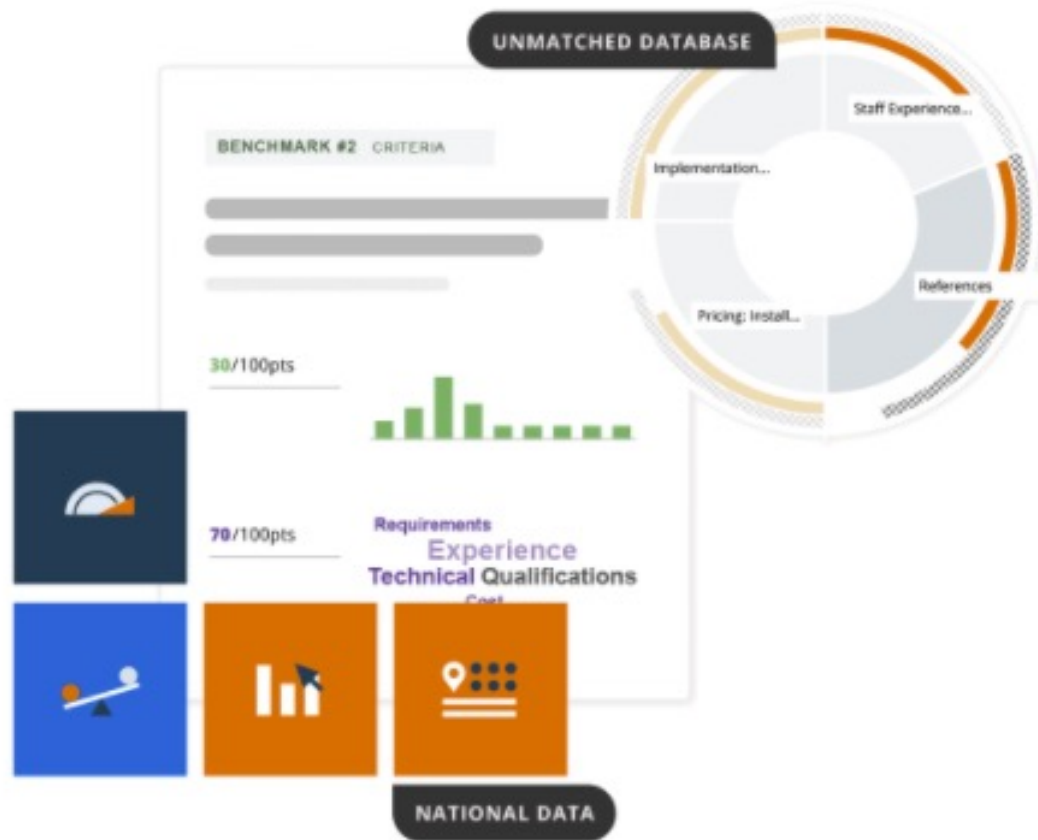 UNMATCHED DATABASE
Staff Experience...
BENCHMARK #2 CRITERIA
Implementation...
References
Pricing: Install...
30/100pts
70/100pts
Requirements
Experience
Technical Qualifications
Cost
NATIONAL DATA